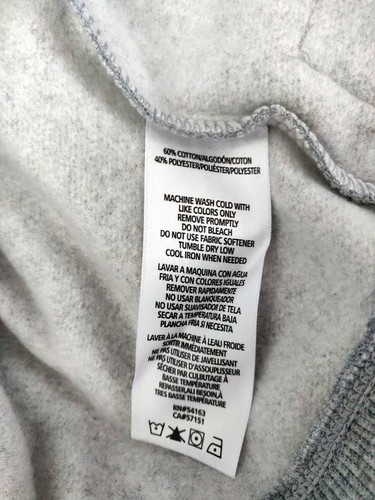 60% COTTON/ALGODÓN/COTON
40% POLYESTER/POLIÉSTER/POLYESTER
MACHINE WASH COLD WITH
LIKE COLORS ONLY
REMOVE PROMPTLY
DO NOT BLEACH
DO NOT USE FABRIC SOFTENER
TUMBLE DRY LOW
COOL IRON WHEN NEEDED
LAVAR A MAQUINA CON AGUA
FRIA Y CON COLORES IGUALES
REMOVER RAPIDAMENTE
NO USAR BLANQUEADOR
NO USAR SUAVISADOR DE TELA
SECAR A TEMPERATURA BAJA
PLANCHA FRIA SI NECESITA
LAVER À LA MACHINE À L'EAU FROIDE
SORTIR IMMÉDIATEMENT
NE PAS UTILISER DE JAVELLISANT
NE PAS UTILISER D'ASSOUPLISSEUR
SÉCHER PAR CULBUTAGE À
BASSE TEMPÉRATURE
REPASSER,AU BESOIN,À
TRES BASSE TEMPÉRATURE
RN#54163
CA#57151